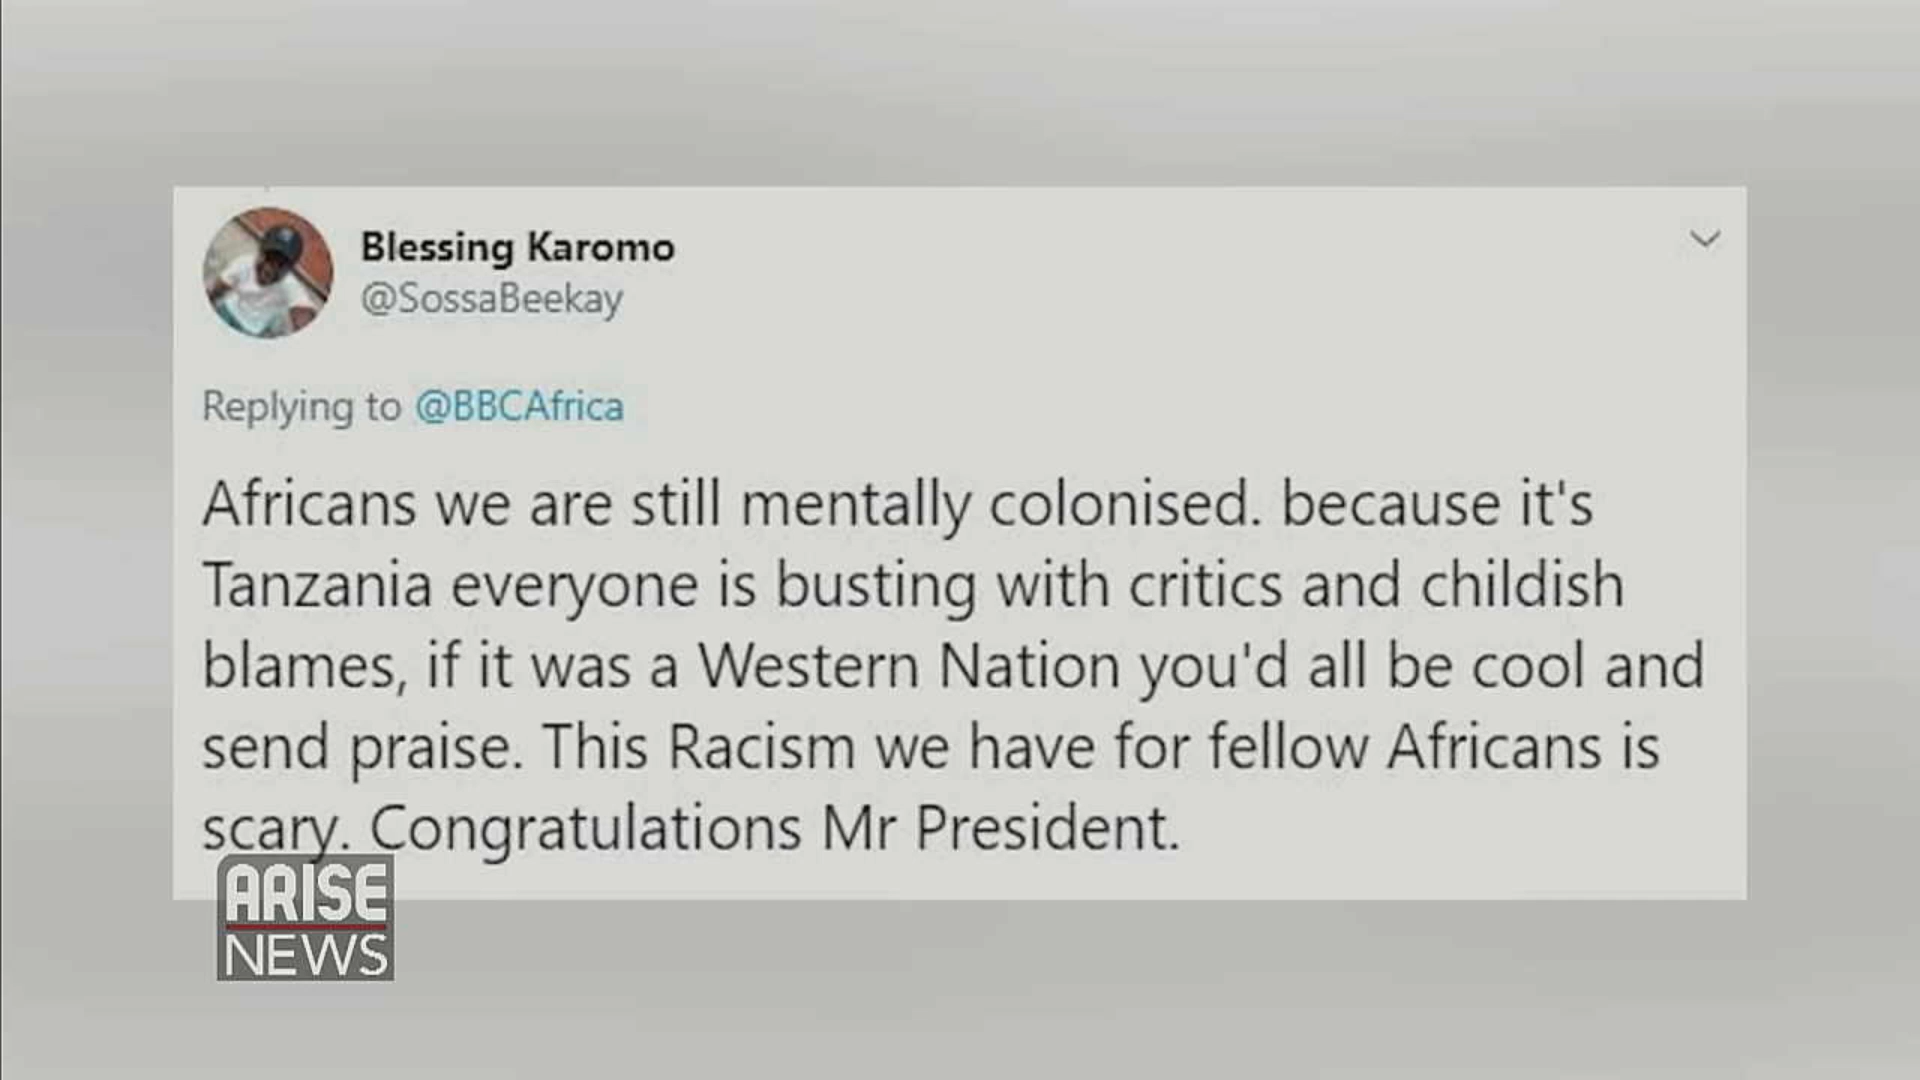 Blessing Karomo
@SossaBeekay
Replying to @BBCAfrica
Africans we are still mentally colonised. because it's
Tanzania everyone is busting with critics and childish
blames, if it was a Western Nation you'd all be cool and
send praise. This Racism we have for fellow Africans is
scary. Congratulations Mr President.
ARISE
NEWS